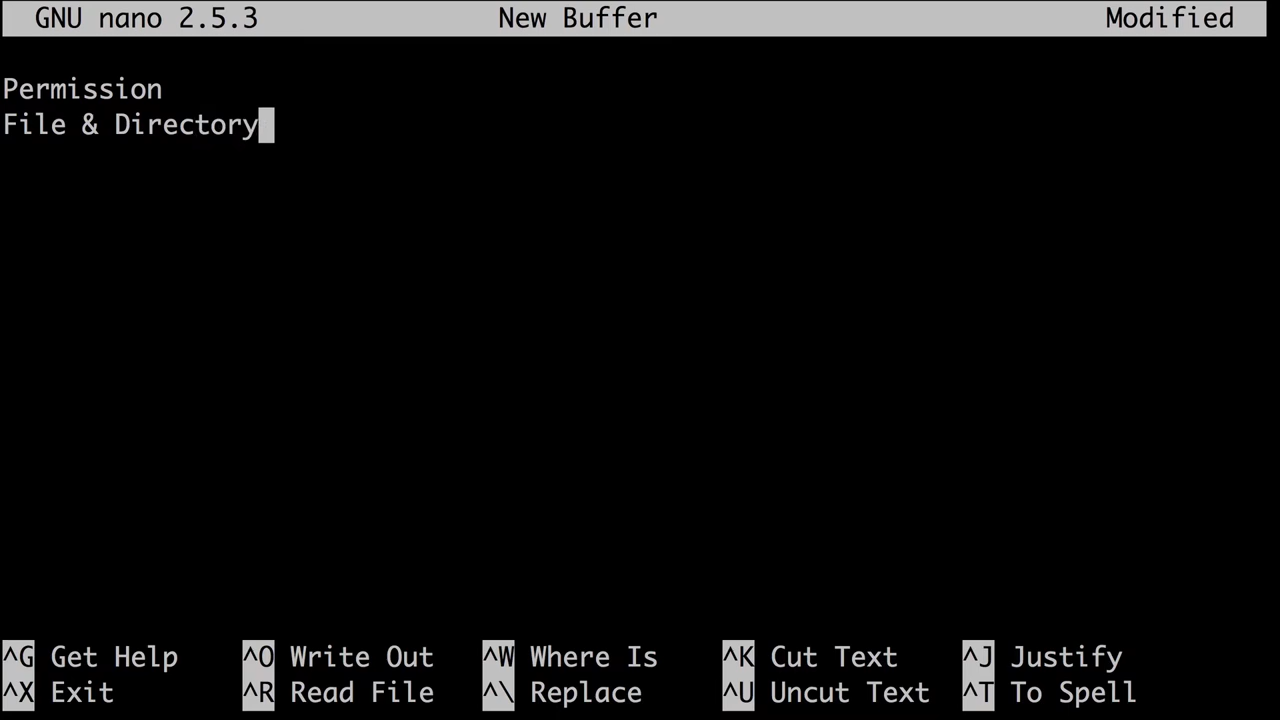 GNU nano 2.5.3 New Buffer Modified
Permission
File & Directory
^G Get Help ^O Write Out ^W Where Is ^K Cut Text ^J Justify
^X Exit ^R Read File ^\ Replace ^U Uncut Text ^T To Spell